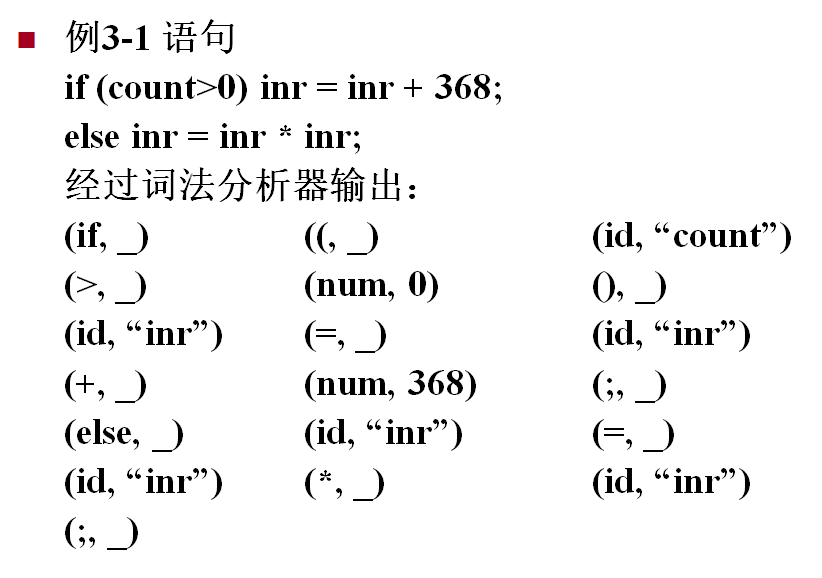 例3-1 语句
if (count>0) inr = inr + 368;
else inr = inr * inr;
经过词法分析器输出：
(if, _) ((, _) (id, “count”)
(>, _) (num, 0) (), _)
(id, “inr”) (=, _) (id, “inr”)
(+, _) (num, 368) (;, _)
(else, _) (id, “inr”) (=, _)
(id, “inr”) (*, _) (id, “inr”)
(;, _)